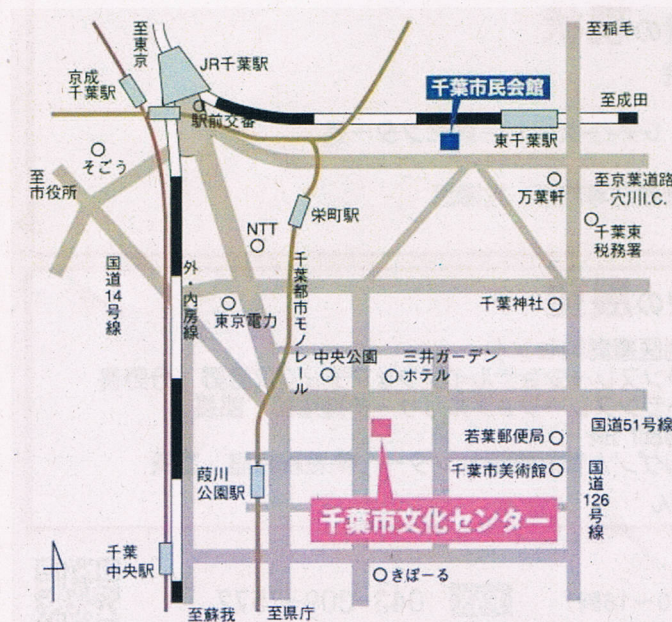 至東京
JR千葉駅
至稲毛
京成
千葉駅
千葉市民会館
至成田
駅前交番
東千葉駅
そごう
至
市役所
万葉軒
至京葉道路
穴川I.C.
栄町駅
千葉東
税務署
NTT
国道14号線
外・内房線
千葉都市モノレール
東京電力
千葉神社
中央公園
三井ガーデン
ホテル
国道51号線
若葉郵便局
葭川
公園駅
千葉市美術館
国道126号線
千葉市文化センター
千葉
中央駅
きぼーる
至蘇我
至県庁